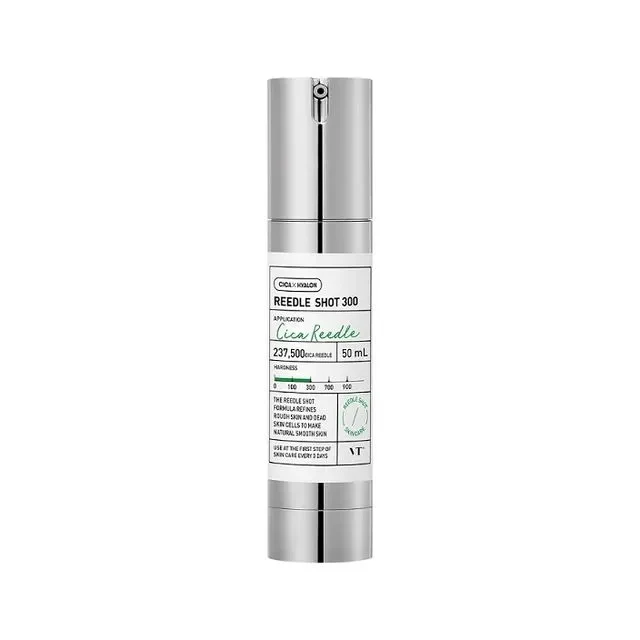 CICA × HYALON
REEDLE SHOT 300
APPLICATION
Cica Reedle
237,500 CICA REEDLE
50 mL
HARDNESS
0 100 300 700 900
THE REEDLE SHOT
FORMULA REFINES
ROUGH SKIN AND DEAD
SKIN CELLS TO MAKE
NATURAL SMOOTH SKIN
REEDLE SHOT
SKINCARE
USE AT THE FIRST STEP OF
SKIN CARE EVERY 3 DAYS
VT